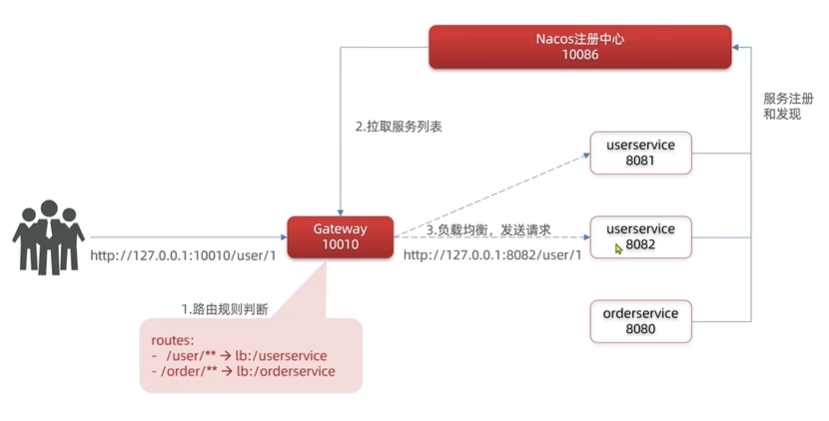 Nacos注册中心
10086
服务注册
和发现
2.拉取服务列表
userservice
8081
Gateway
10010
3.负载均衡，发送请求
userservice
8082
http://127.0.0.1:10010/user/1
http://127.0.0.1:8082/user/1
1.路由规则判断
orderservice
8080
routes:
- /user/** → lb:/userservice
- /order/** → lb:/orderservice